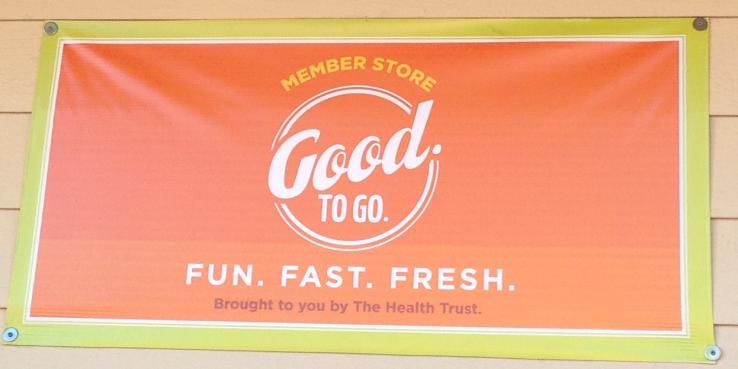 MEMBER STORE
Good.
TO GO.
FUN. FAST. FRESH.
Brought to you by The Health Trust.